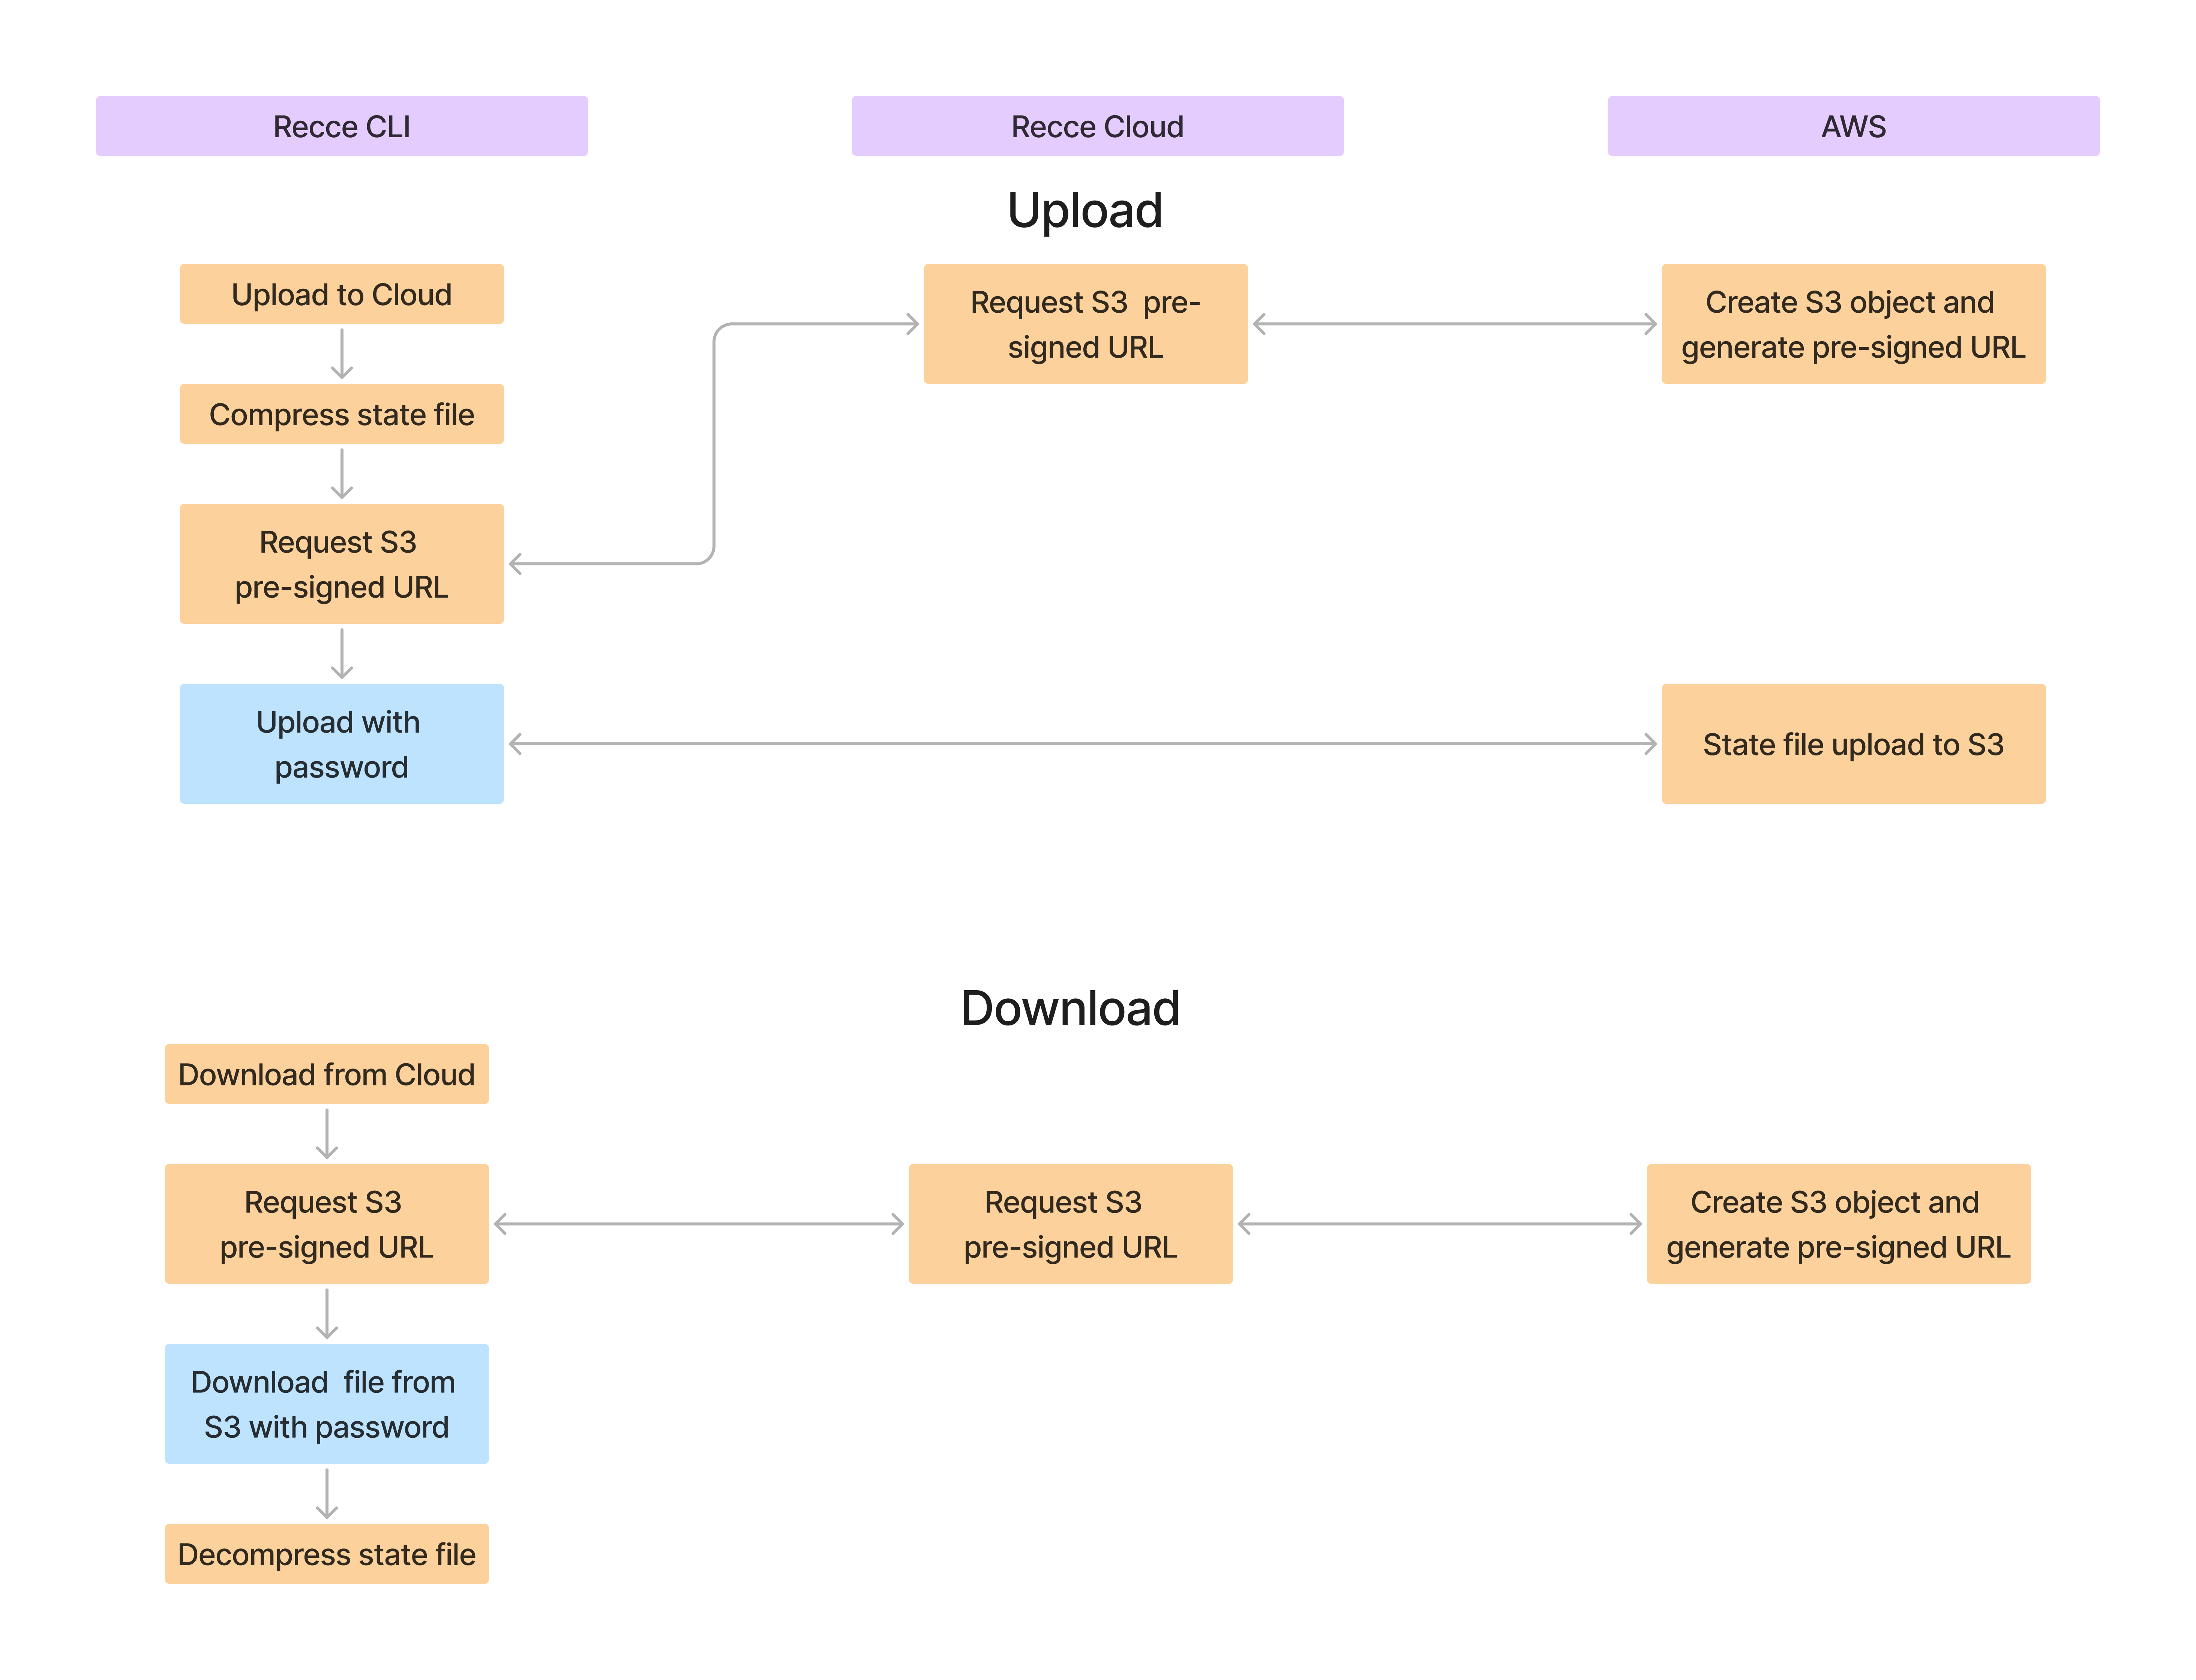 Recce CLI
Recce Cloud
AWS
Upload
Upload to Cloud
Compress state file
Request S3
pre-signed URL
Upload with
password
Request S3  pre-
signed URL
Create S3 object and
generate pre-signed URL
State file upload to S3
Download
Download from Cloud
Request S3
pre-signed URL
Download  file from
S3 with password
Decompress state file
Request S3
pre-signed URL
Create S3 object and
generate pre-signed URL